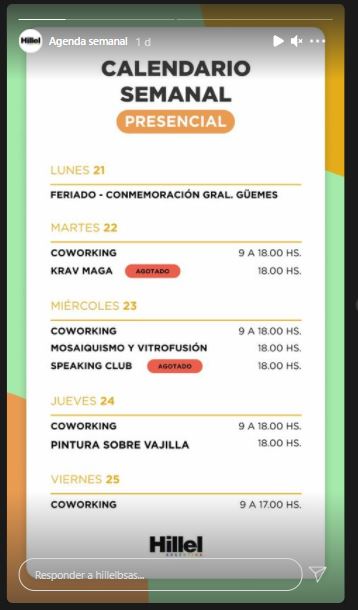 Hillel Agenda semanal 1 d
CALENDARIO
SEMANAL
PRESENCIAL
LUNES 21
FERIADO - CONMEMORACIÓN GRAL. GÜEMES
MARTES 22
COWORKING 9 A 18.00 HS.
KRAV MAGA AGOTADO 18.00 HS.
MIÉRCOLES 23
COWORKING 9 A 18.00 HS.
MOSAIQUISMO Y VITROFUSIÓN 18.00 HS.
SPEAKING CLUB AGOTADO 18.00 HS.
JUEVES 24
COWORKING 9 A 18.00 HS.
PINTURA SOBRE VAJILLA 18.00 HS.
VIERNES 25
COWORKING 9 A 17.00 HS.
Hillel
ARGENTINA
Responder a hillelbsas...